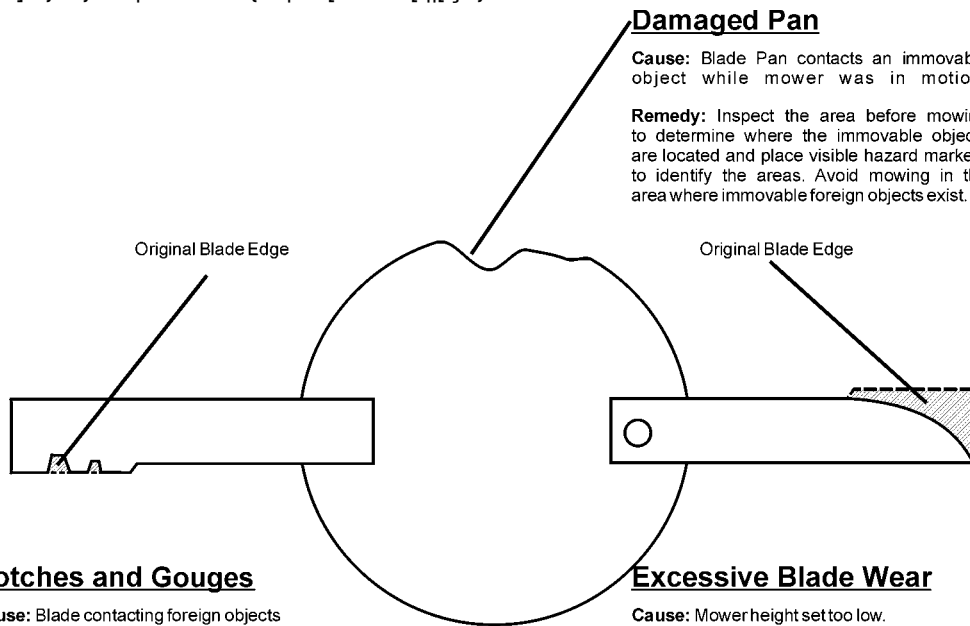 Damaged Pan
Cause: Blade Pan contacts an immovab
object while mower was in motio
Remedy: Inspect the area before mowin
to determine where the immovable objec
are located and place visible hazard marke
to identify the areas. Avoid mowing in th
area where immovable foreign objects exist.
Original Blade Edge
Original Blade Edge
otches and Gouges
use: Blade contacting foreign objects
Excessive Blade Wear
Cause: Mower height set too low.